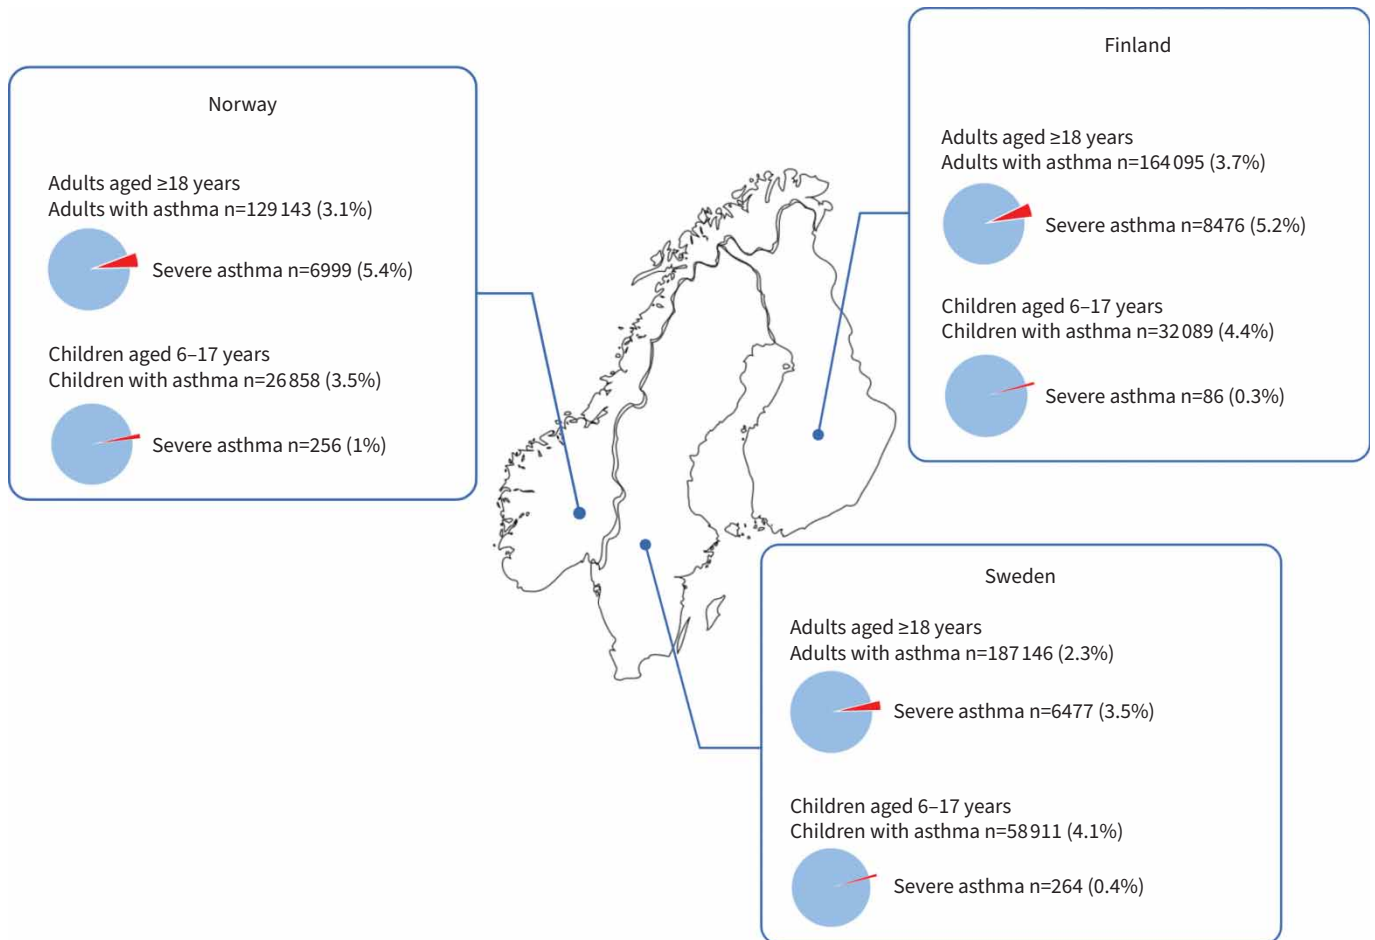 Norway
Adults aged ≥18 years
Adults with asthma n=129 143 (3.1%)
Severe asthma n=6999 (5.4%)
Children aged 6–17 years
Children with asthma n=26 858 (3.5%)
Severe asthma n=256 (1%)
Finland
Adults aged ≥18 years
Adults with asthma n=164 095 (3.7%)
Severe asthma n=8476 (5.2%)
Children aged 6–17 years
Children with asthma n=32 089 (4.4%)
Severe asthma n=86 (0.3%)
Sweden
Adults aged ≥18 years
Adults with asthma n=187 146 (2.3%)
Severe asthma n=6477 (3.5%)
Children aged 6–17 years
Children with asthma n=58 911 (4.1%)
Severe asthma n=264 (0.4%)